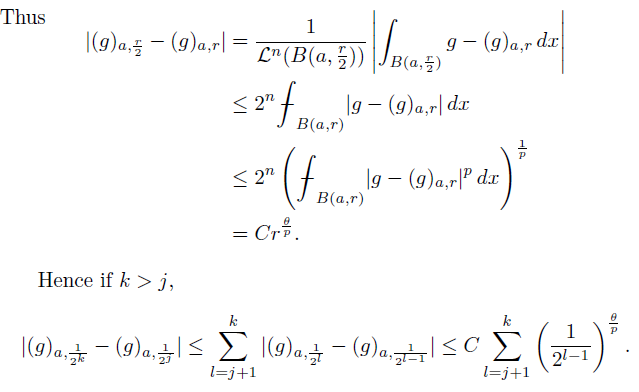 Thus
$|(g)_{a,\frac{r}{2}} - (g)_{a,r}| = \frac{1}{\mathcal{L}^n(B(a,\frac{r}{2}))} \left| \int_{B(a,\frac{r}{2})} g - (g)_{a,r} \, dx \right|$
$\leq 2^n ⨍_{B(a,r)} |g - (g)_{a,r}| \, dx$
$\leq 2^n \left( ⨍_{B(a,r)} |g - (g)_{a,r}|^p \, dx \right)^{\frac{1}{p}}$
$= Cr^{\frac{\theta}{p}}.$
Hence if $k > j$,
$|(g)_{a,\frac{1}{2^k}} - (g)_{a,\frac{1}{2^j}}| \leq \sum_{l=j+1}^{k} |(g)_{a,\frac{1}{2^l}} - (g)_{a,\frac{1}{2^{l-1}}}| \leq C \sum_{l=j+1}^{k} \left( \frac{1}{2^{l-1}} \right)^{\frac{\theta}{p}}.$